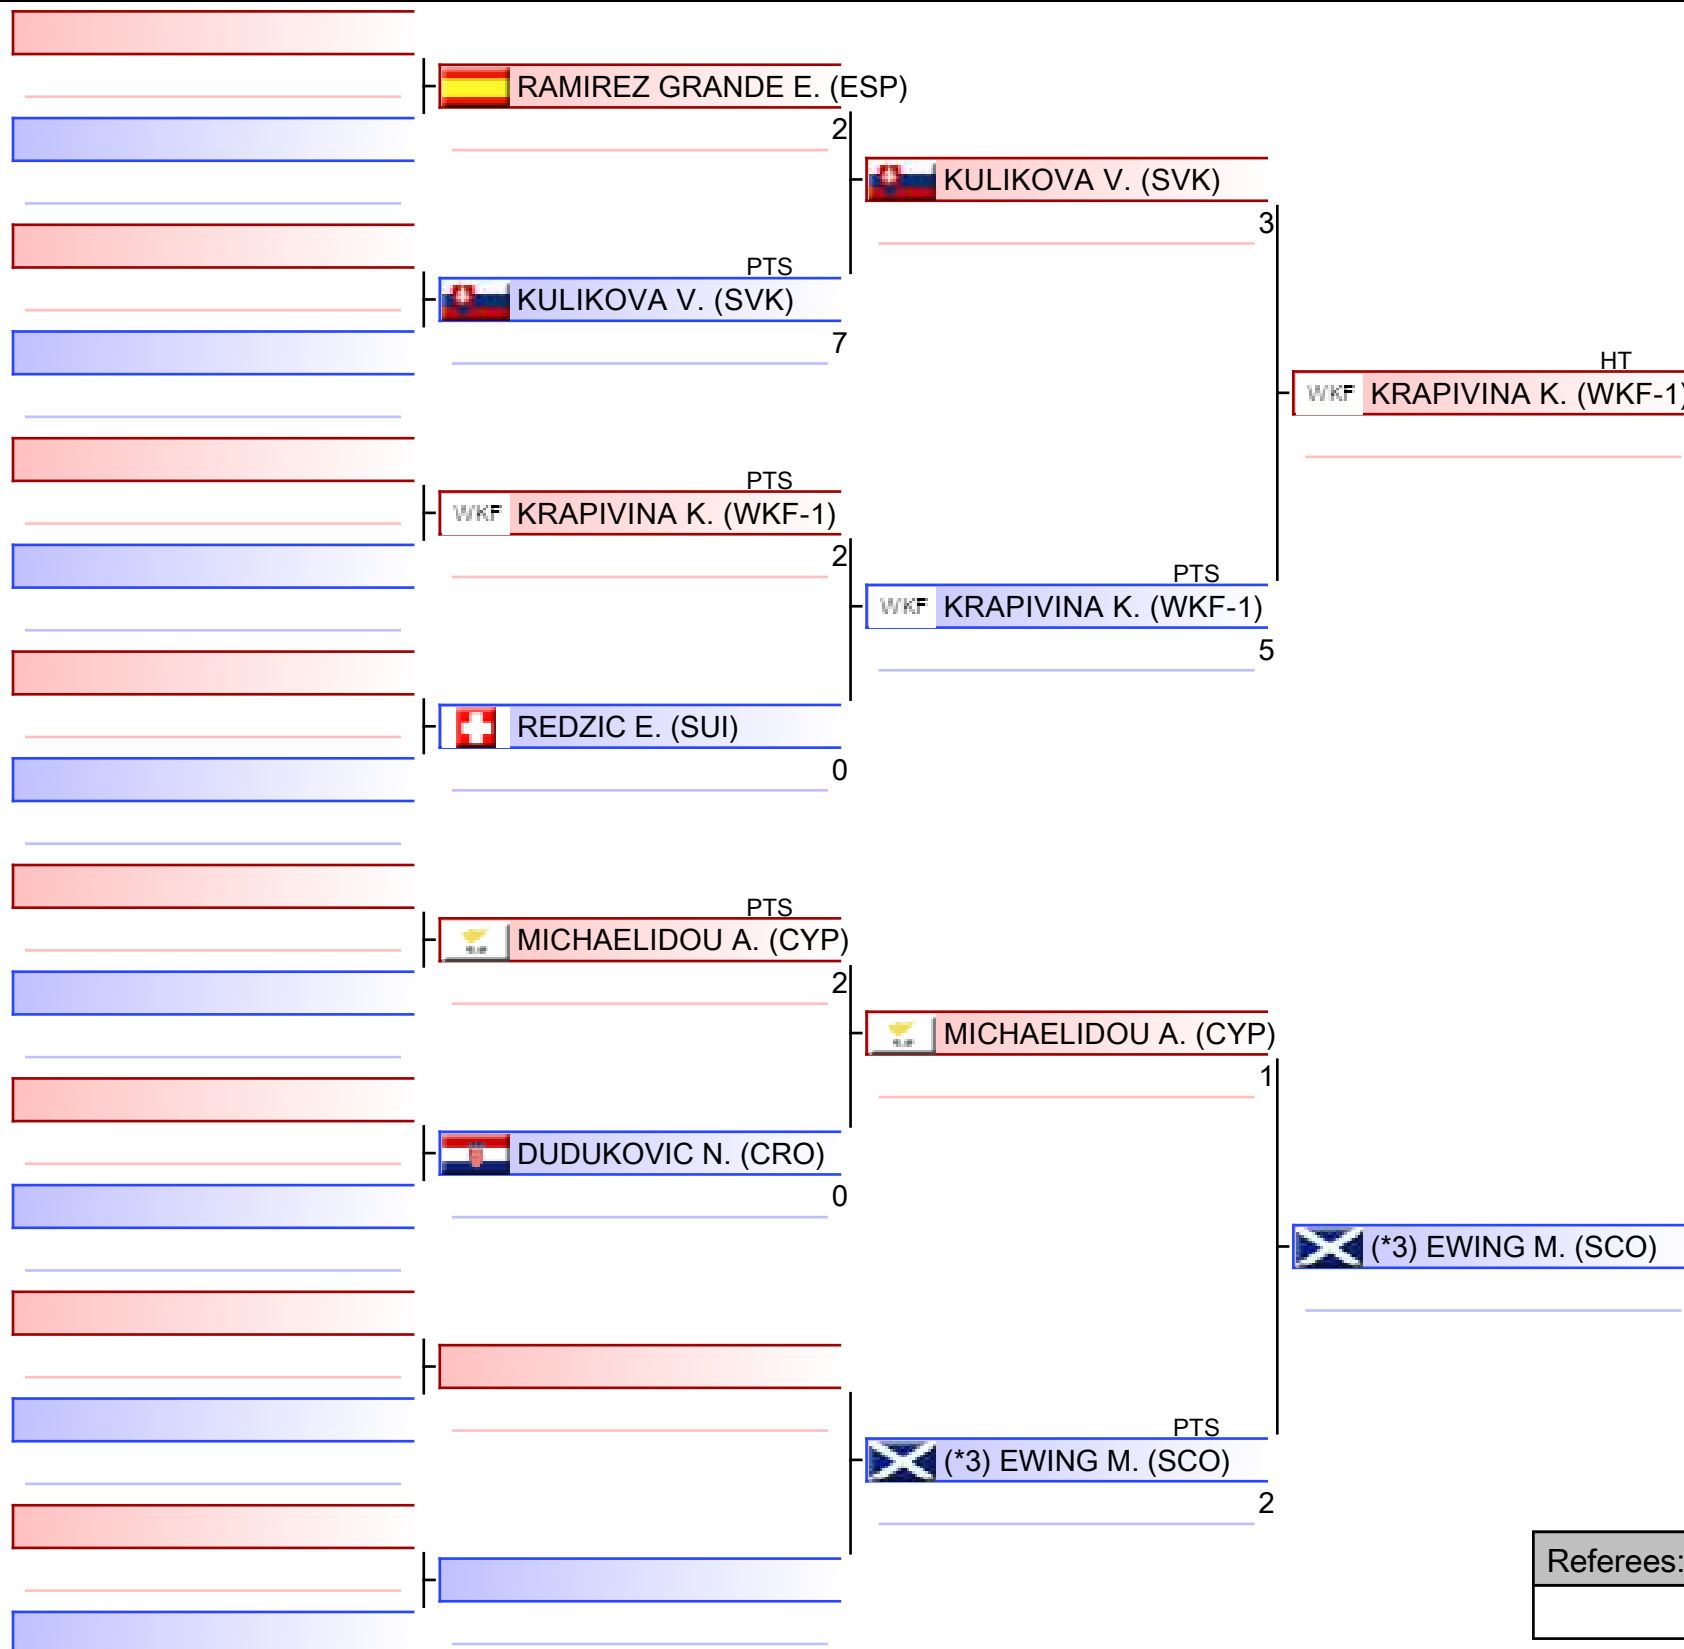 RAMIREZ GRANDE E. (ESP)
2
KULIKOVA V. (SVK)
3
PTS
KULIKOVA V. (SVK)
7
HT
WKF KRAPIVINA K. (WKF-1)
PTS
WKF KRAPIVINA K. (WKF-1)
2
PTS
WKF KRAPIVINA K. (WKF-1)
5
REDZIC E. (SUI)
0
PTS
MICHAELIDOU A. (CYP)
2
MICHAELIDOU A. (CYP)
1
DUDUKOVIC N. (CRO)
0
(*3) EWING M. (SCO)
PTS
(*3) EWING M. (SCO)
2
Referees: